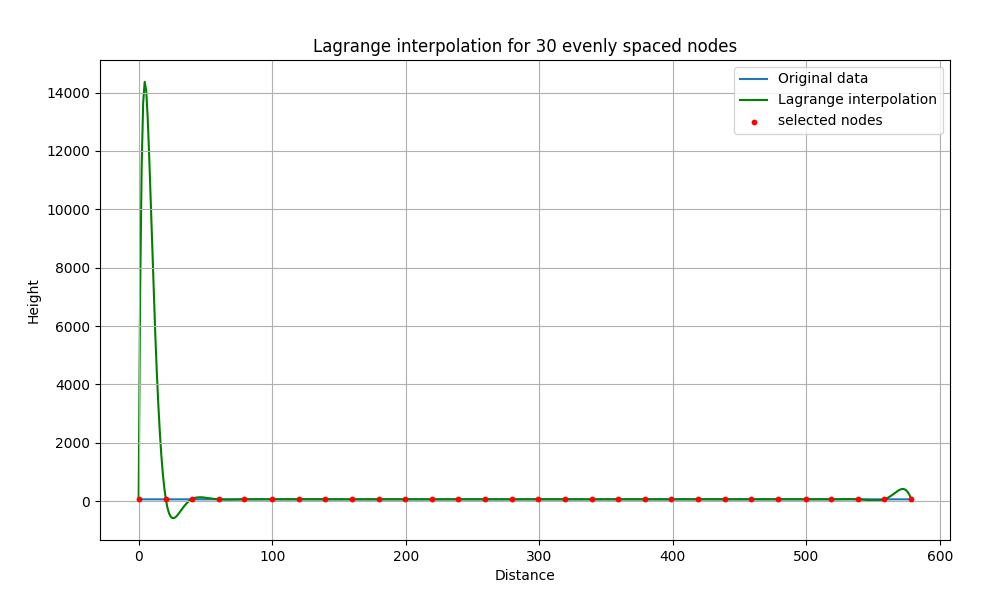 Lagrange interpolation for 30 evenly spaced nodes
Original data
Lagrange interpolation
selected nodes
14000
12000
10000
8000
6000
4000
2000
0
Height
0 100 200 300 400 500 600
Distance